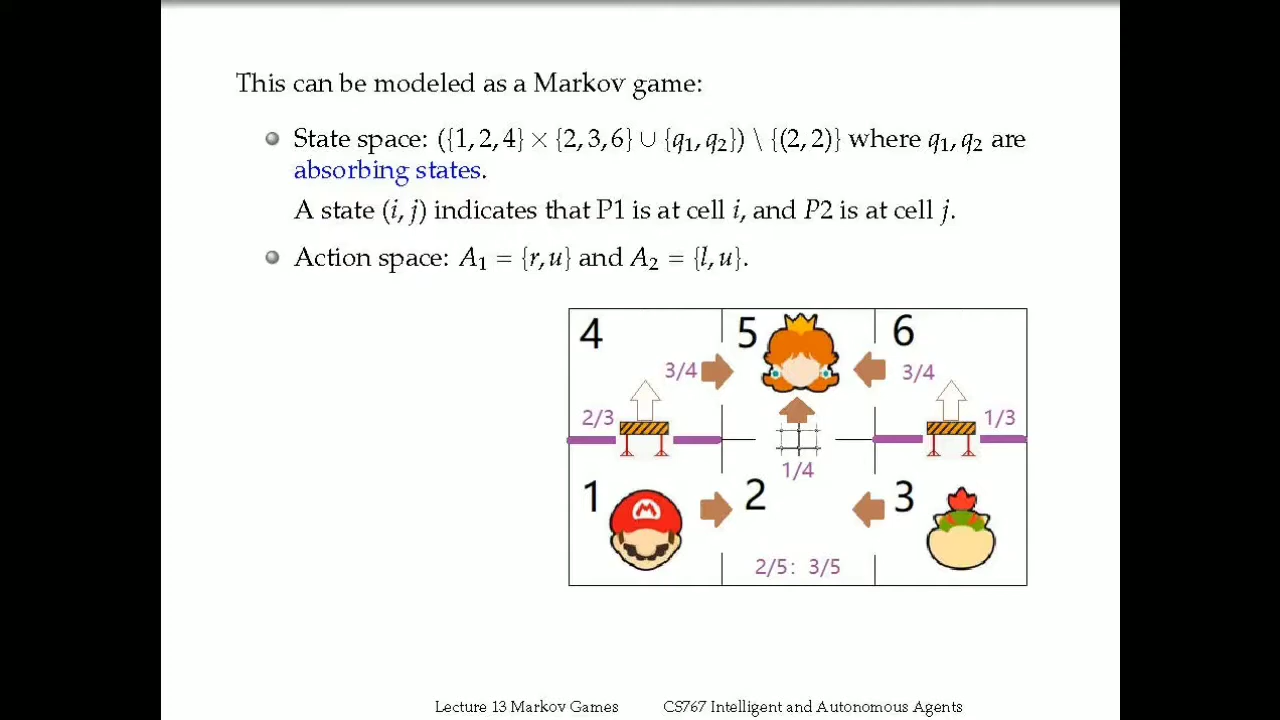 This can be modeled as a Markov game:
State space: ({1, 2, 4} × {2, 3, 6} ∪ {q₁, q₂}) \ {(2, 2)} where q₁, q₂ are
absorbing states.
A state (i, j) indicates that P1 is at cell i, and P2 is at cell j.
Action space: A₁ = {r, u} and A₂ = {l, u}.
4 5 6
3/4 3/4
2/3 1/3
1/4
1 2 3
M
2/5: 3/5
Lecture 13 Markov Games CS767 Intelligent and Autonomous Agents